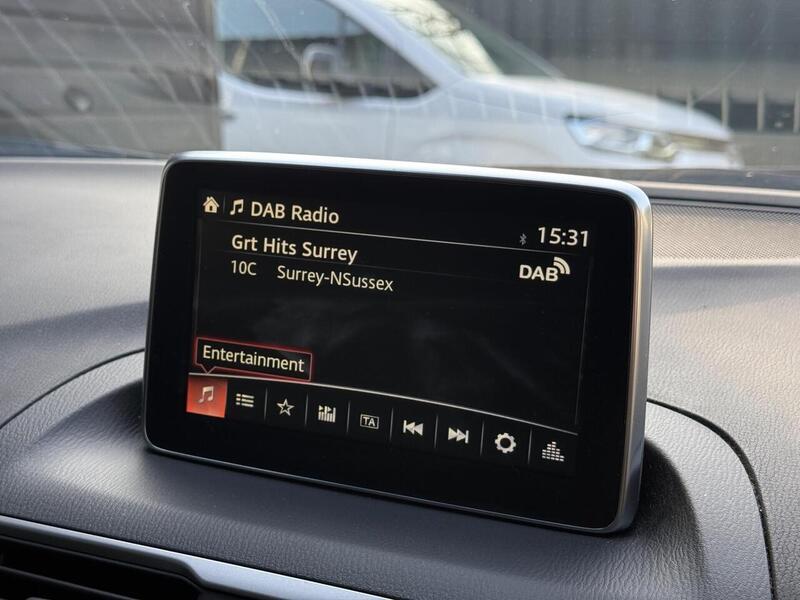 DAB Radio
15:31
Grt Hits Surrey
DAB
10C Surrey-NSussex
Entertainment
TA